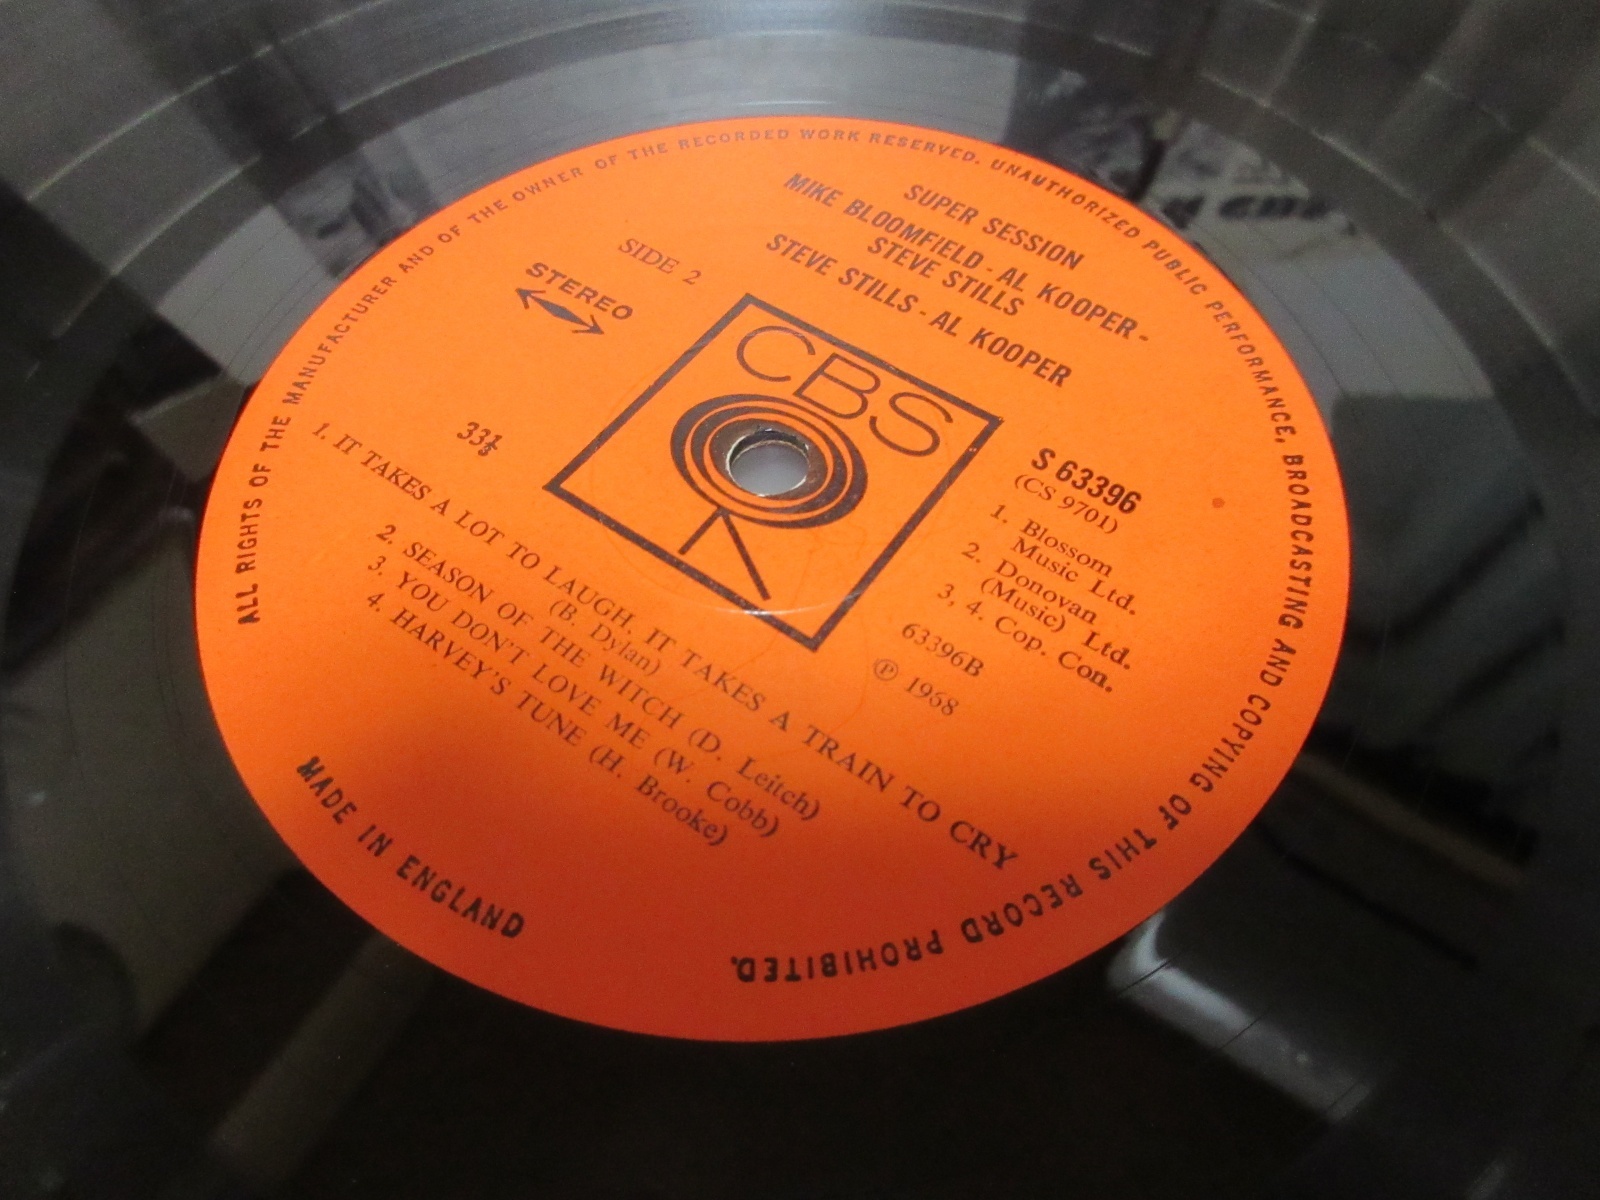 ALL RIGHTS OF THE MANUFACTURER AND OF THE OWNER OF THE RECORDED WORK RESERVED. UNAUTHORIZED PUBLIC PERFORMANCE, BROADCASTING AND COPYING OF THIS RECORD PROHIBITED.
SUPER SESSION
MIKE BLOOMFIELD - AL KOOPER -
STEVE STILLS
STEVE STILLS - AL KOOPER
SIDE 2
STEREO
CBS
33⅓
S 63396
(CS 9701)
1. Blossom
Music Ltd.
2. Donovan
(Music) Ltd.
3, 4. Cop. Con.
63396B
℗ 1968
1. IT TAKES A LOT TO LAUGH, IT TAKES A TRAIN TO CRY
(B. Dylan)
2. SEASON OF THE WITCH (D. Leitch)
3. YOU DON'T LOVE ME (W. Cobb)
4. HARVEY'S TUNE (H. Brooke)
MADE IN ENGLAND